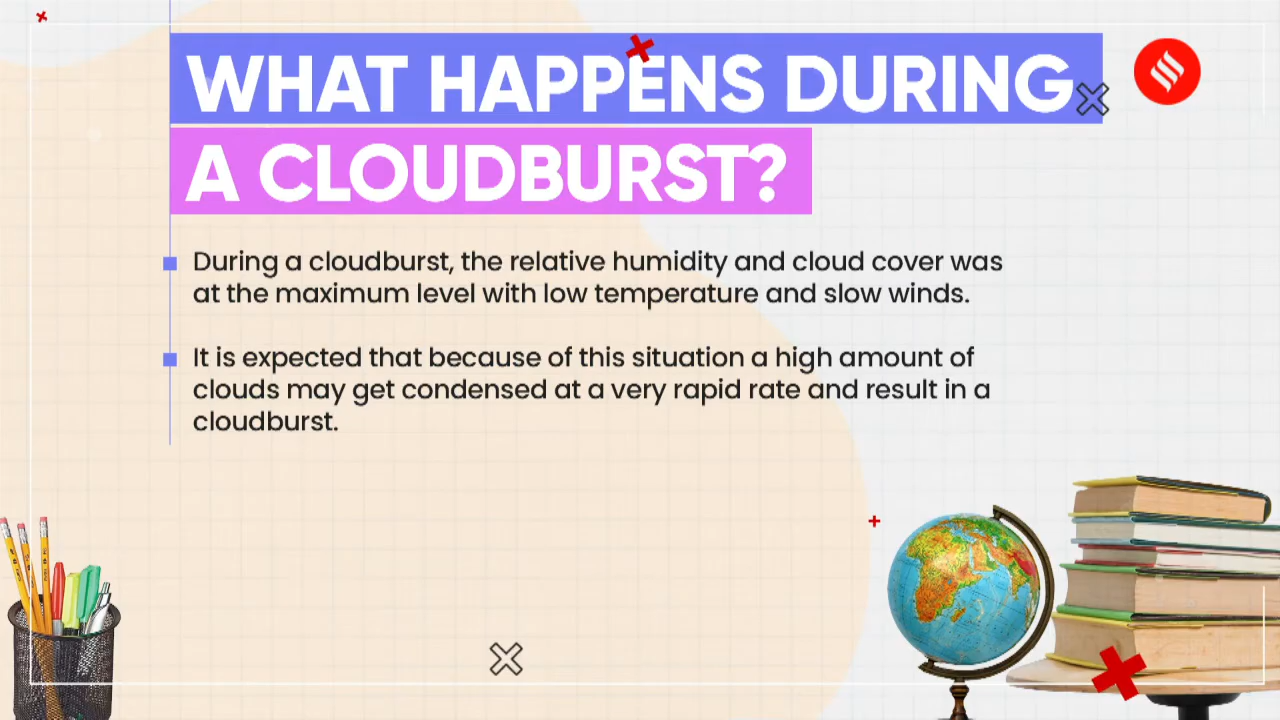 WHAT HAPPENS DURING
A CLOUDBURST?
During a cloudburst, the relative humidity and cloud cover was
at the maximum level with low temperature and slow winds.
It is expected that because of this situation a high amount of
clouds may get condensed at a very rapid rate and result in a
cloudburst.